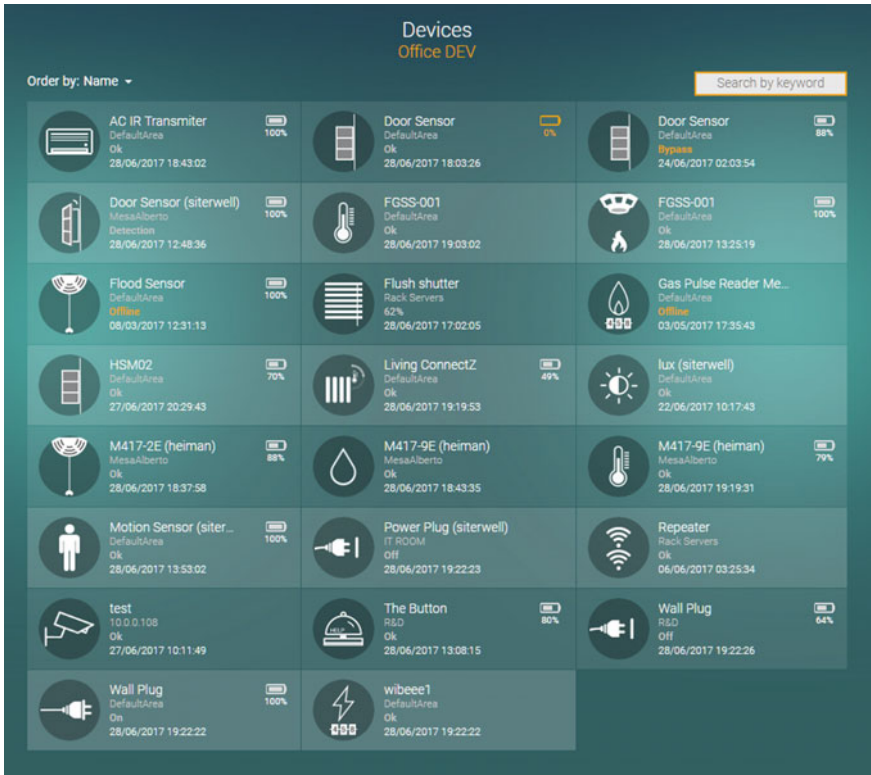 Devices
Office DEV
Order by: Name
Search by keyword
AC IR Transmiter
DefaultArea
Ok
28/06/2017 18:43:02
100%
Door Sensor
DefaultArea
Ok
28/06/2017 18:03:26
0%
Door Sensor
DefaultArea
Bypass
24/06/2017 02:03:54
88%
Door Sensor (siterwell)
MesaAlberto
Detection
28/06/2017 12:48:36
100%
FGSS-001
DefaultArea
Ok
28/06/2017 19:03:02
FGSS-001
DefaultArea
Ok
28/06/2017 13:25:19
100%
Flood Sensor
DefaultArea
Offline
08/03/2017 12:31:13
100%
Flush shutter
Rack Servers
62%
28/06/2017 17:02:05
Gas Pulse Reader Me...
DefaultArea
Offline
03/05/2017 17:35:43
HSM02
DefaultArea
Ok
27/06/2017 20:29:43
70%
Living ConnectZ
DefaultArea
Ok
28/06/2017 19:19:53
49%
lux (siterwell)
DefaultArea
Ok
22/06/2017 10:17:43
M417-2E (heiman)
MesaAlberto
Ok
28/06/2017 18:37:58
88%
M417-9E (heiman)
MesaAlberto
Ok
28/06/2017 18:43:35
M417-9E (heiman)
MesaAlberto
Ok
28/06/2017 19:19:31
79%
Motion Sensor (siter...
DefaultArea
Ok
28/06/2017 13:53:02
100%
Power Plug (siterwell)
IT ROOM
Off
28/06/2017 19:22:23
Repeater
Rack Servers
Ok
06/06/2017 03:25:34
test
10.0.0.108
Ok
27/06/2017 10:11:49
HELP
The Button
R&D
Ok
28/06/2017 13:08:15
80%
Wall Plug
R&D
Off
28/06/2017 19:22:26
64%
Wall Plug
DefaultArea
On
28/06/2017 19:22:22
100%
wibeee1
DefaultArea
Ok
28/06/2017 19:22:22